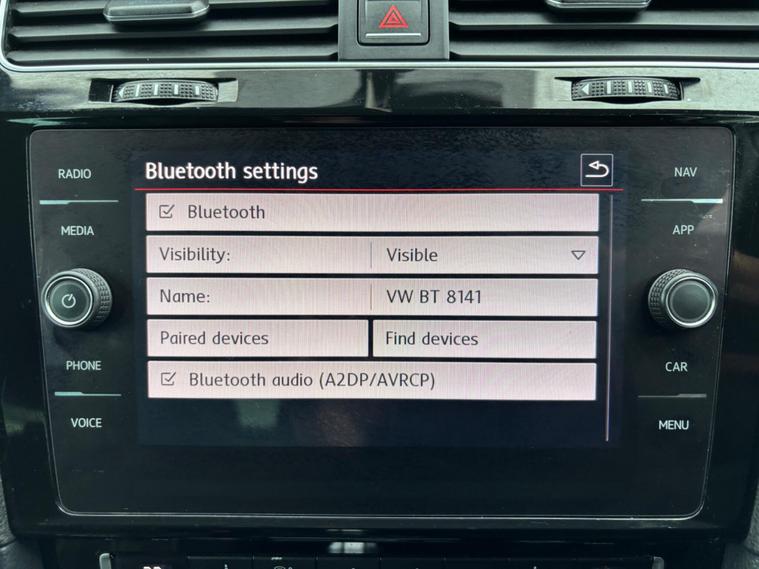 Bluetooth settings
RADIO
NAV
Bluetooth
MEDIA
APP
Visibility: Visible
Name: VW BT 8141
Paired devices Find devices
PHONE
CAR
Bluetooth audio (A2DP/AVRCP)
VOICE
MENU